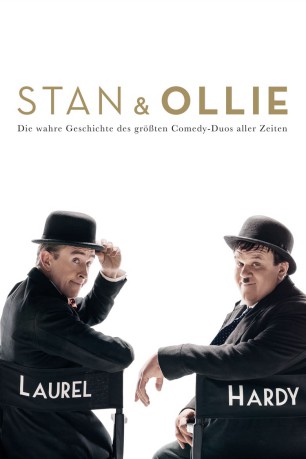 STAN & OLLIE
Die wahre Geschichte des größten Comedy-Duos aller Zeiten
LAUREL
HARDY